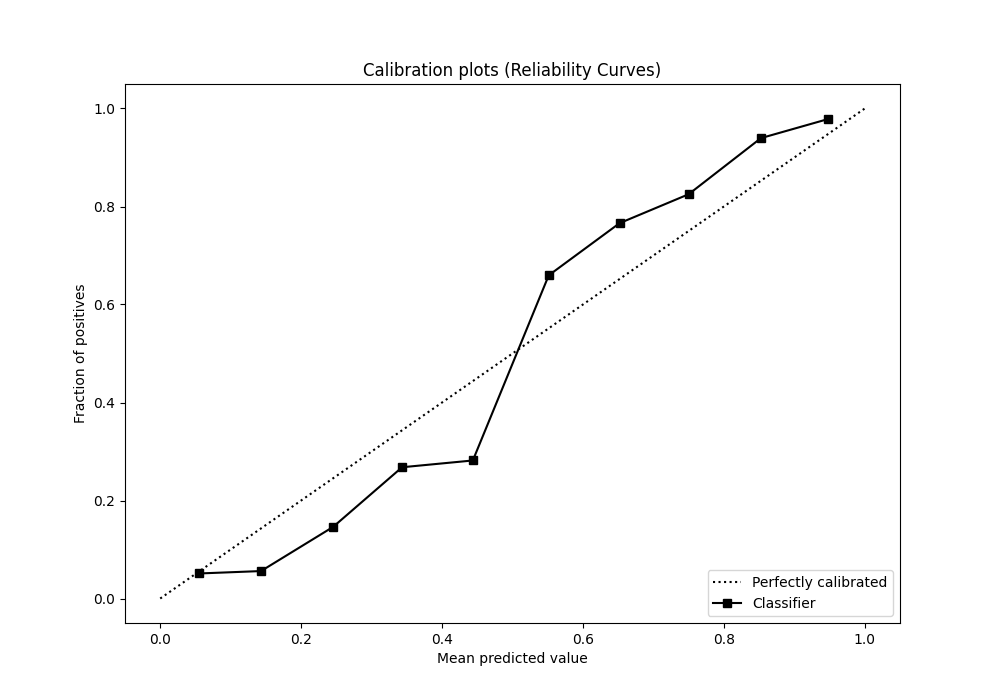 Calibration plots (Reliability Curves)
1.0
0.8
0.6
0.4
0.2
0.0
Fraction of positives
Perfectly calibrated
Classifier
0.0 0.2 0.4 0.6 0.8 1.0
Mean predicted value